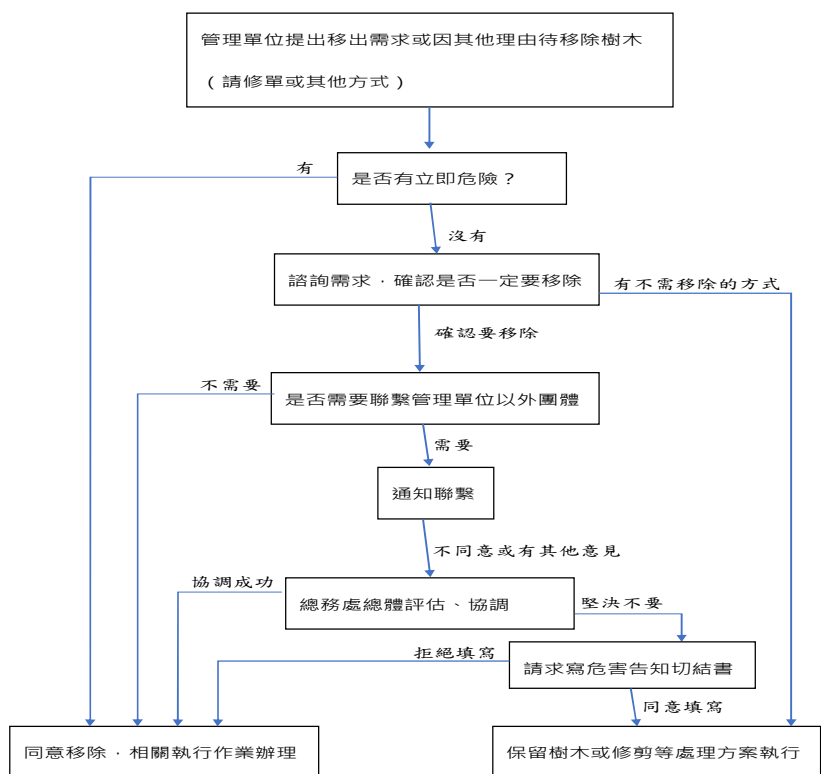 管理單位提出移出需求或因其他理由待移除樹木
（請修單或其他方式）
有
是否有立即危險？
沒有
諮詢需求，確認是否一定要移除
有不需移除的方式
確認要移除
不需要
是否需要聯繫管理單位以外團體
需要
通知聯繫
不同意或有其他意見
協調成功
總務處總體評估、協調
堅決不要
拒絕填寫
請求寫危害告知切結書
同意填寫
同意移除，相關執行作業辦理
保留樹木或修剪等處理方案執行